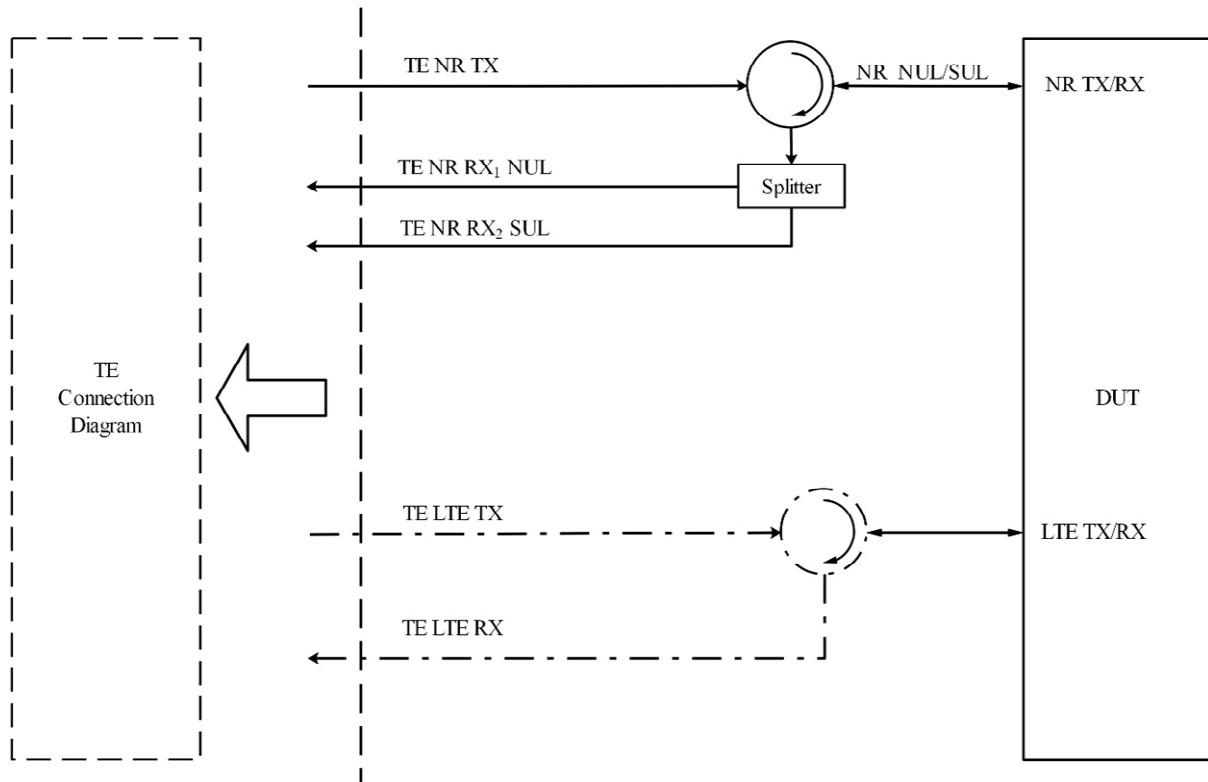 TE NR TX
NR NUL/SUL
NR TX/RX
TE NR RX₁ NUL
Splitter
TE NR RX₂ SUL
TE
Connection
Diagram
DUT
TE LTE TX
LTE TX/RX
TE LTE RX